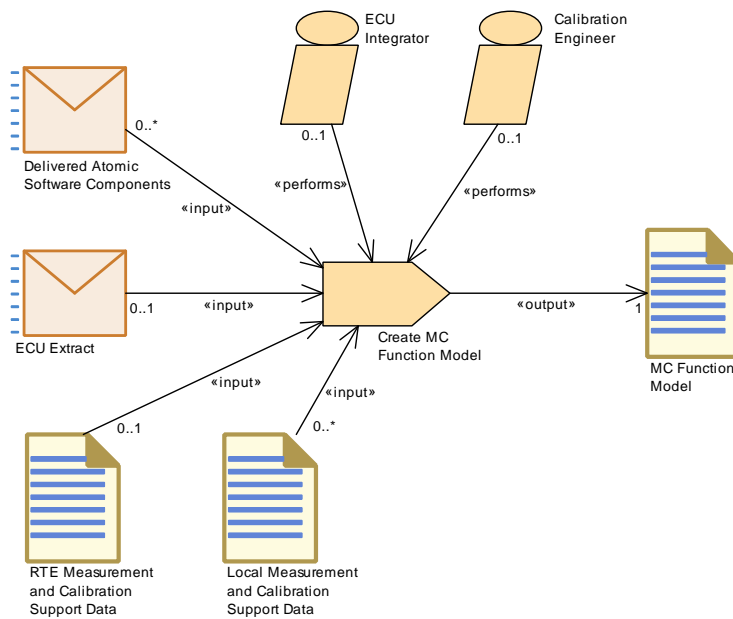 ECU
Integrator
Calibration
Engineer
0..*
0..1
0..1
Delivered Atomic
Software Components
«performs»
«performs»
«input»
0..1
«input»
«output»
1
ECU Extract
Create MC
Function Model
MC Function
Model
«input»
«input»
0..1
0..*
RTE Measurement
and Calibration
Support Data
Local Measurement
and Calibration
Support Data